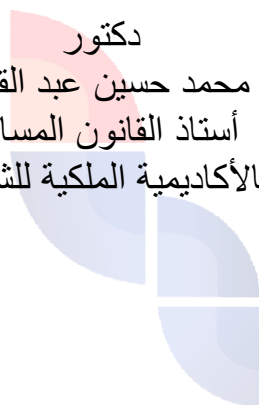 دكتور
محمد حسين عبد
أستاذ القانون
الأكاديمية الملكية